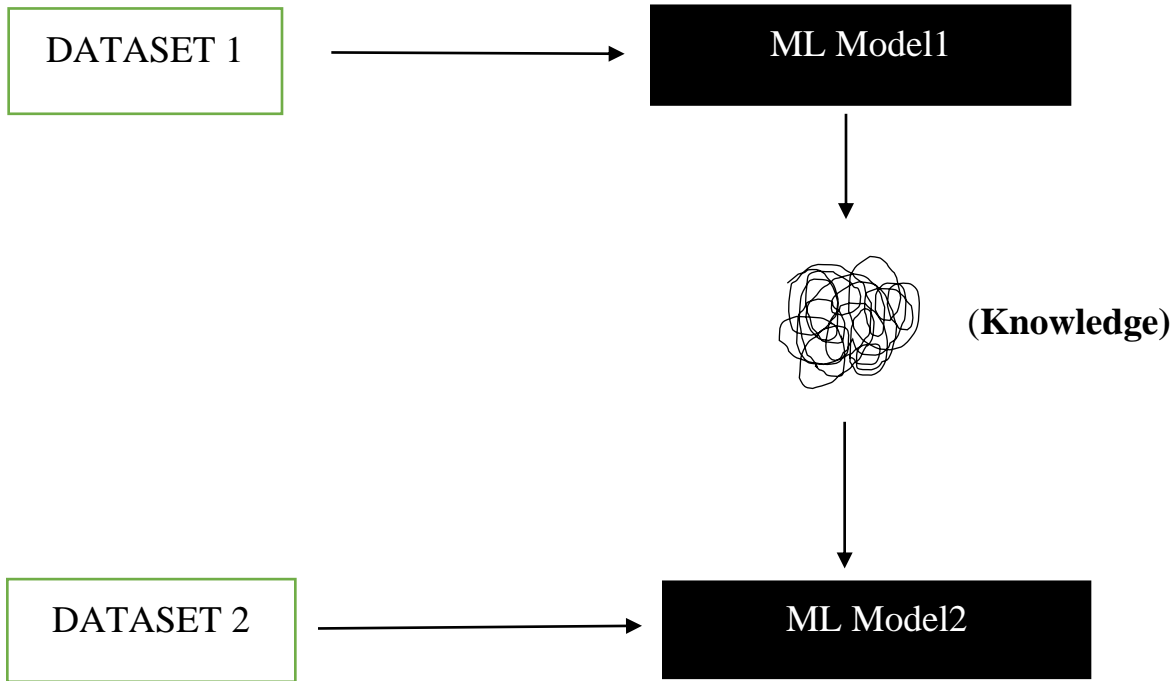 DATASET 1
ML Model1
(Knowledge)
DATASET 2
ML Model2